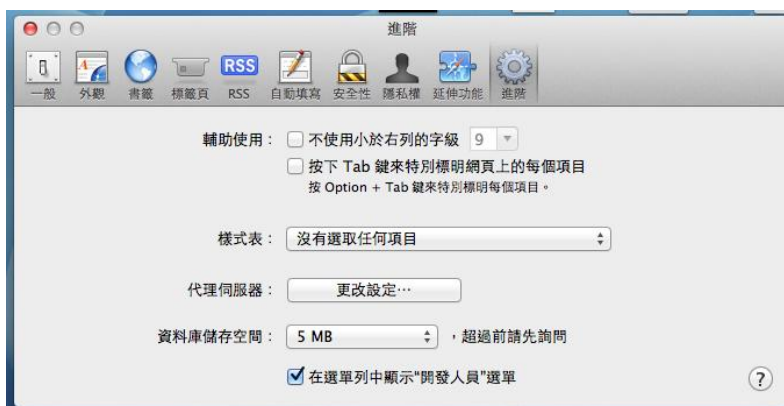 進階
RSS
一般 外觀 書籤 標籤頁 RSS 自動填寫 安全性 隱私權 延伸功能 進階
輔助使用： 不使用小於右列的字級 9
按下 Tab 鍵來特別標明網頁上的每個項目
按 Option + Tab 鍵來特別標明每個項目。
樣式表： 沒有選取任何項目
代理伺服器： 更改設定…
資料庫儲存空間： 5 MB ，超過前請先詢問
在選單列中顯示“開發人員”選單
?